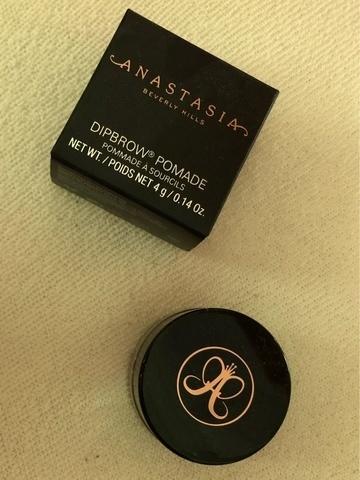 ANASTASIA
BEVERLY HILLS
DIPBROW® POMADE
POMMADE À SOURCILS
NET WT. / POIDS NET 4 g / 0.14 Oz.
A